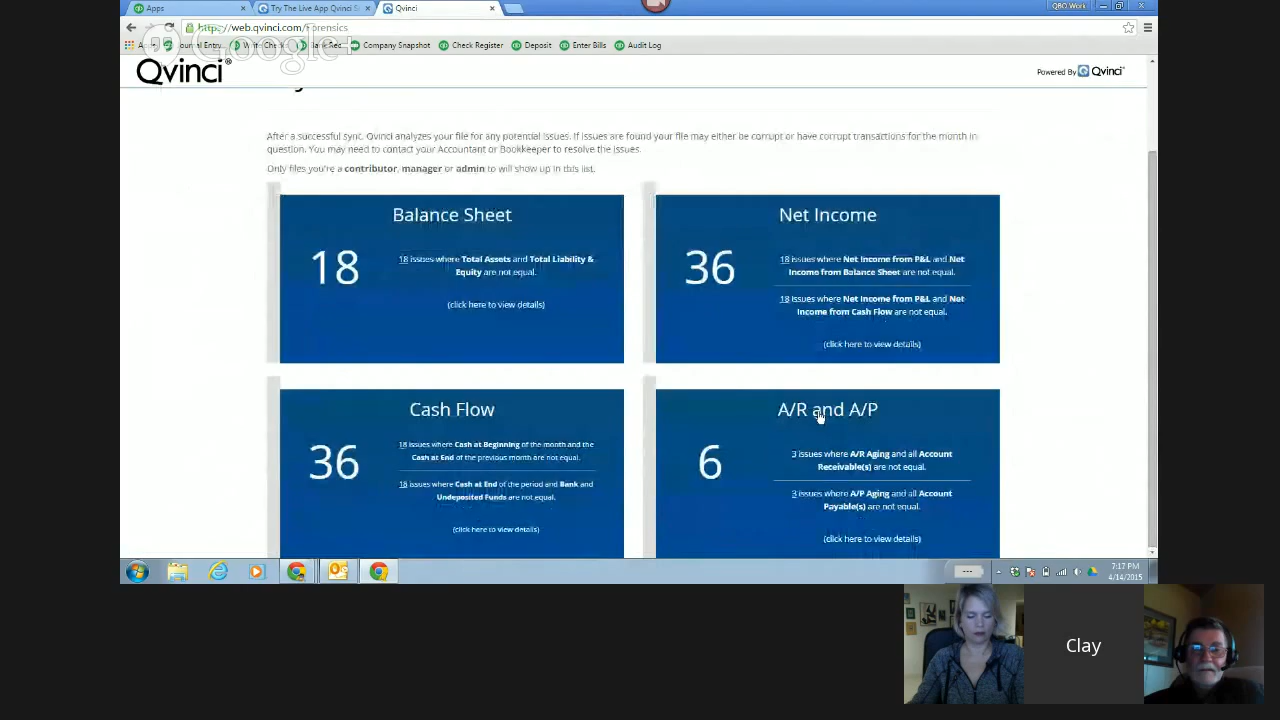 Apps
Try The Live App Qvinci S
Qvinci
QBO Work
https://web.qvinci.com/Forensics
Google+
Journal Entry
Company Snapshot
Check Register
Deposit
Enter Bills
Audit Log
Qvinci®
Powered By Qvinci®
After a successful sync. Qvinci analyzes your file for any potential issues. If issues are found your file may either be corrupt or have corrupt transactions for the month in
question. You may need to contact your Accountant or Bookkeeper to resolve the issues.
Only files you're a contributor, manager or admin to will show up in this list.
Balance Sheet
18
18 issues where Total Assets and Total Liability &
Equity are not equal.
(click here to view details)
Net Income
36
18 issues where Net Income from P&L and Net
Income from Balance Sheet are not equal.
18 issues where Net Income from P&L and Net
Income from Cash Flow are not equal.
(click here to view details)
Cash Flow
36
18 issues where Cash at Beginning of the month and the
Cash at End of the previous month are not equal.
18 issues where Cash at End of the period and Bank and
Undeposited Funds are not equal.
(click here to view details)
A/R and A/P
6
3 issues where A/R Aging and all Account
Receivable(s) are not equal.
3 issues where A/P Aging and all Account
Payable(s) are not equal.
(click here to view details)
7:17 PM
4/14/2015
Clay